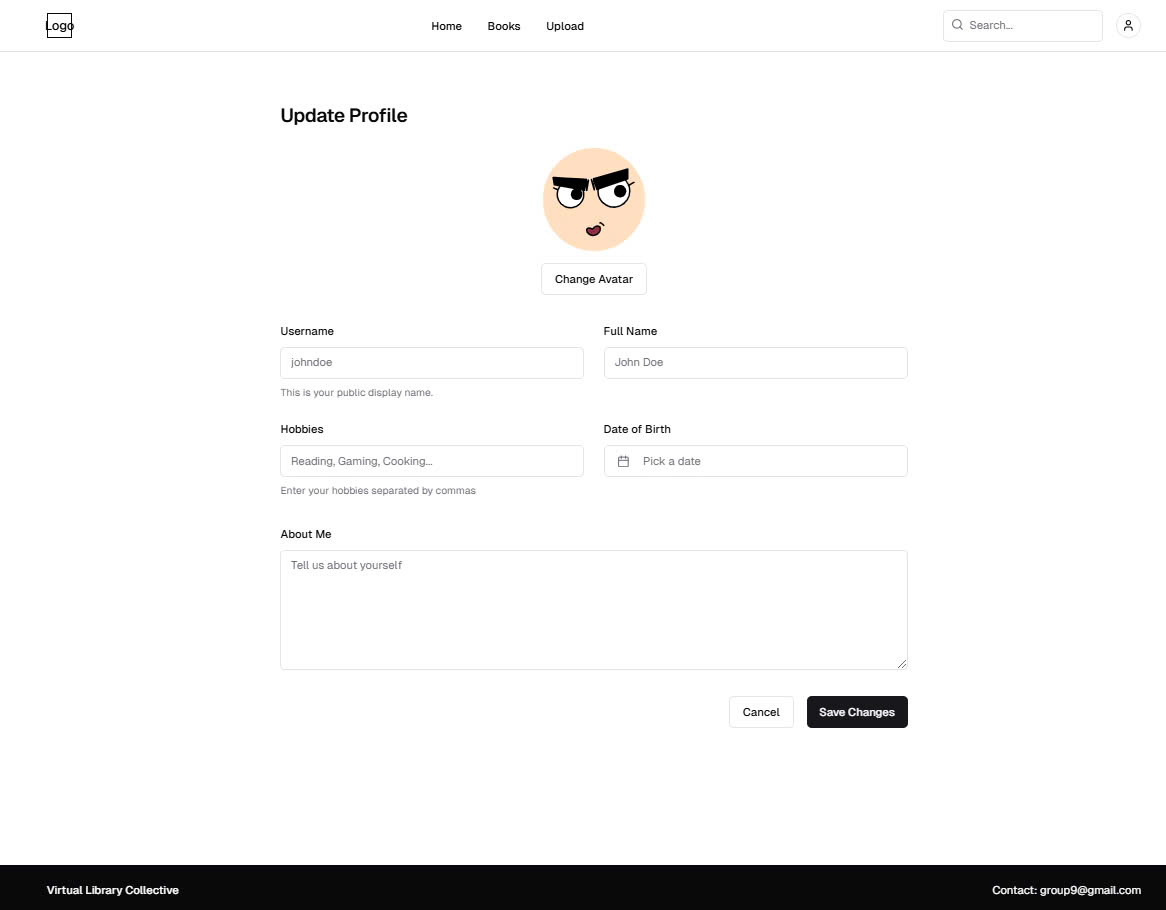 Logo
Home Books Upload
Search...
Update Profile
Change Avatar
Username Full Name
johndoe John Doe
This is your public display name.
Hobbies Date of Birth
Reading, Gaming, Cooking... Pick a date
Enter your hobbies separated by commas
About Me
Tell us about yourself
Cancel Save Changes
Virtual Library Collective Contact: group9@gmail.com